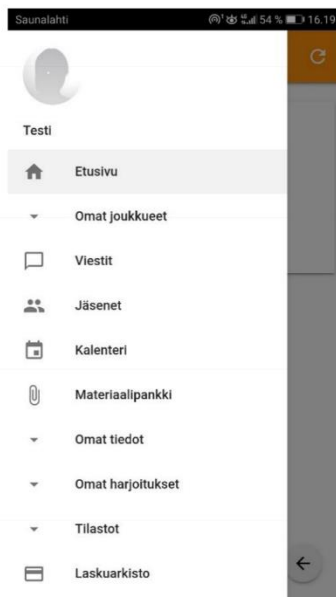 Saunalahti 54 % 16.19
Testi
Etusivu
Omat joukkueet
Viestit
Jäsenet
Kalenteri
Materiaalipankki
Omat tiedot
Omat harjoitukset
Tilastot
Laskuarkisto